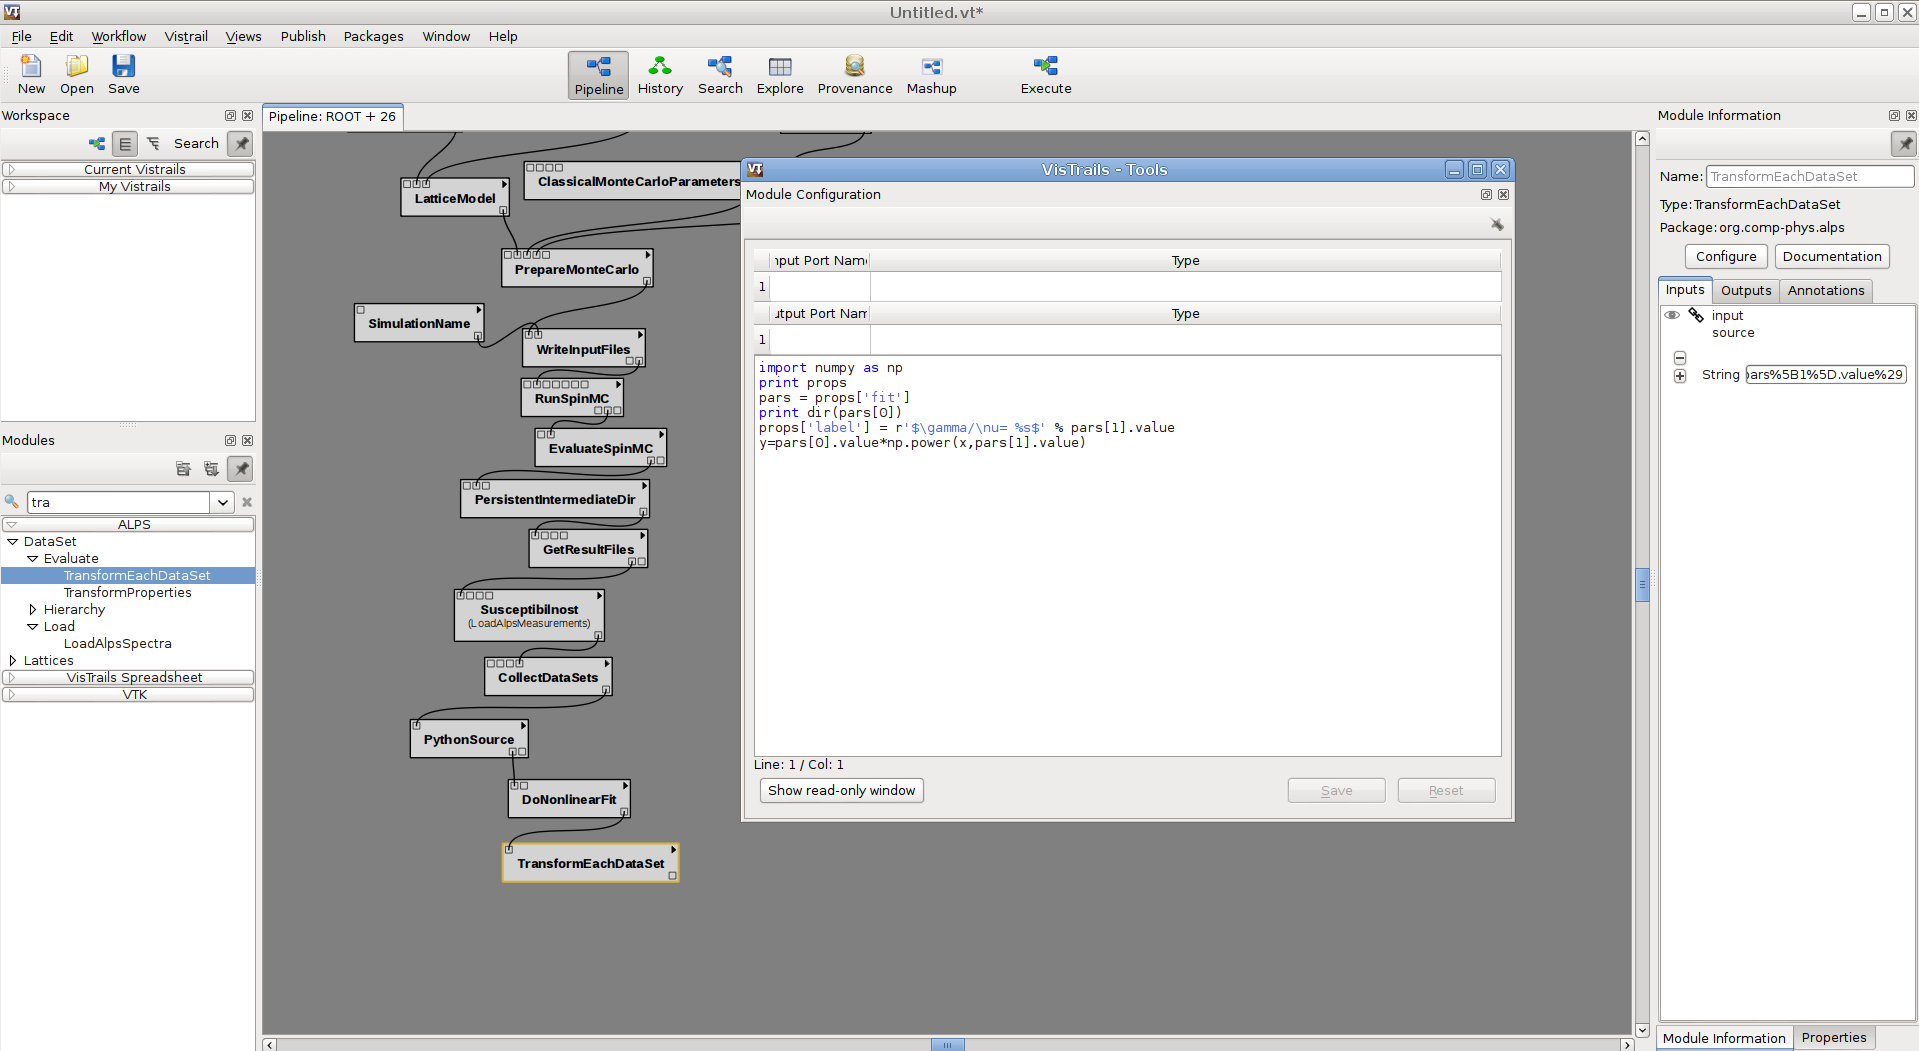 Untitled.vt*
File Edit Workflow Vistrail Views Publish Packages Window Help
New Open Save Pipeline History Search Explore Provenance Mashup Execute
Workspace
Search
Current Vistrails
My Vistrails
Modules
tra
ALPS
DataSet
Evaluate
TransformEachDataSet
TransformProperties
Hierarchy
Load
LoadAlpsSpectra
Lattices
VisTrails Spreadsheet
VTK
Pipeline: ROOT + 26
LatticeModel
ClassicalMonteCarloParameters
PrepareMonteCarlo
SimulationName
WriteInputFiles
RunSpinMC
EvaluateSpinMC
PersistentIntermediateDir
GetResultFiles
Susceptibilnost
(LoadAlpsMeasurements)
CollectDataSets
PythonSource
DoNonlinearFit
TransformEachDataSet
VisTrails - Tools
Module Configuration
nput Port Name Type
1
utput Port Nam Type
1
import numpy as np
print props
pars = props['fit']
print dir(pars[0])
props['label'] = r'$\gamma/\nu= %s$' % pars[1].value
y=pars[0].value*np.power(x,pars[1].value)
Line: 1 / Col: 1
Show read-only window Save Reset
Module Information
Name: TransformEachDataSet
Type: TransformEachDataSet
Package: org.comp-phys.alps
Configure Documentation
Inputs Outputs Annotations
input
source
String pars%5B1%5D.value%29
Module Information Properties